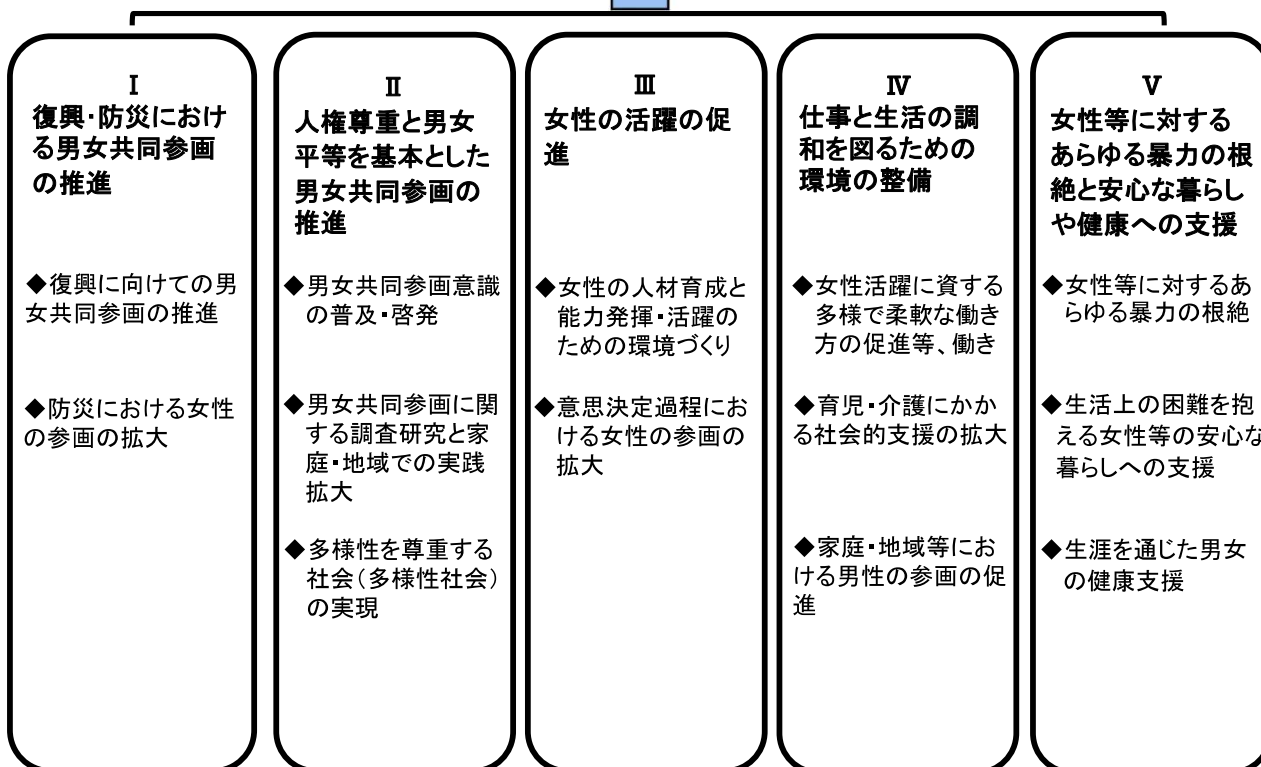 Ⅰ
復興・防災におけ
る男女共同参画
の推進
◆復興に向けての男
女共同参画の推進
◆防災における女性
の参画の拡大
Ⅱ
人権尊重と男女
平等を基本とした
男女共同参画の
推進
◆男女共同参画意識
の普及・啓発
◆男女共同参画に関
する調査研究と家
庭・地域での実践
拡大
◆多様性を尊重する
社会（多様性社会）
の実現
Ⅲ
女性の活躍の促
進
◆女性の人材育成と
能力発揮・活躍の
ための環境づくり
◆意思決定過程にお
ける女性の参画の
拡大
Ⅳ
仕事と生活の調
和を図るための
環境の整備
◆女性活躍に資する
多様で柔軟な働き
方の促進等、働き
◆育児・介護にかか
る社会的支援の拡大
◆家庭・地域等にお
ける男性の参画の促
進
Ⅴ
女性等に対する
あらゆる暴力の根
絶と安心な暮らし
や健康への支援
◆女性等に対するあ
らゆる暴力の根絶
◆生活上の困難を抱
える女性等の安心な
暮らしへの支援
◆生涯を通じた男女
の健康支援